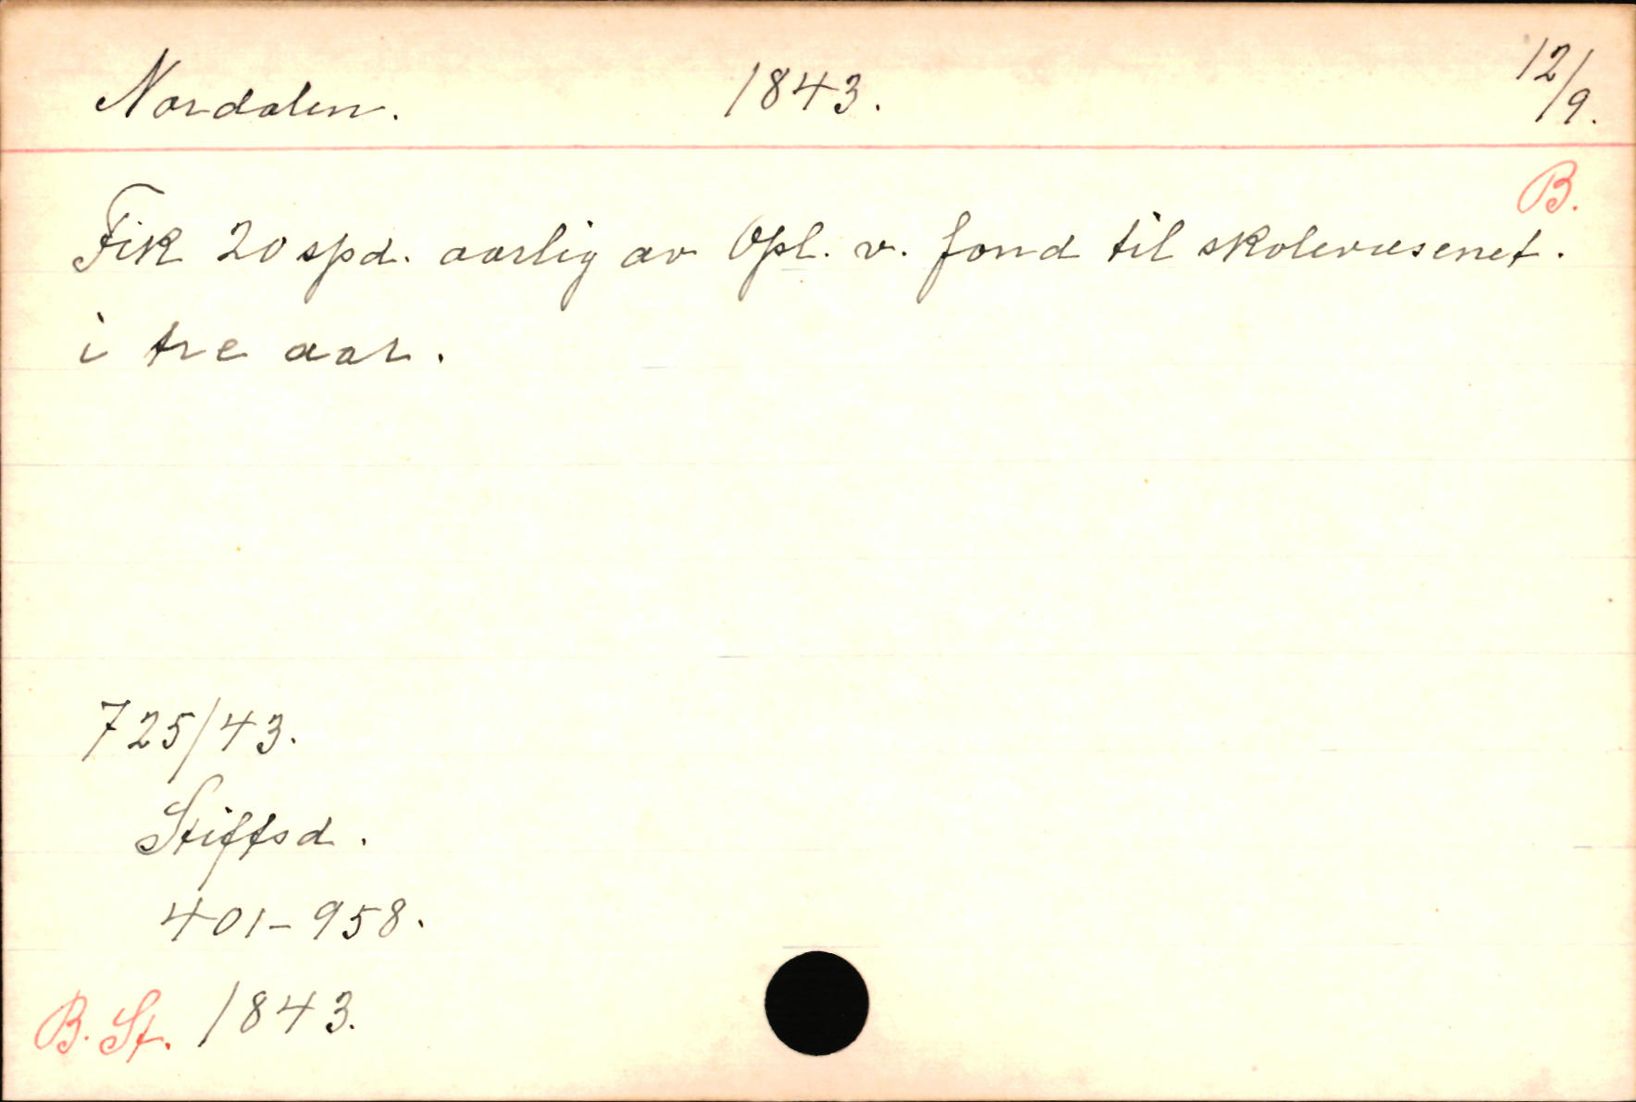 Nordalen. 1843. 12/9.
B.
Fik 20 spd. aarlig av Opl. v. fond til skolevæsenet.
i tre aar.
725/43.
Stiftsd.
401-958.
B. St. 1843.